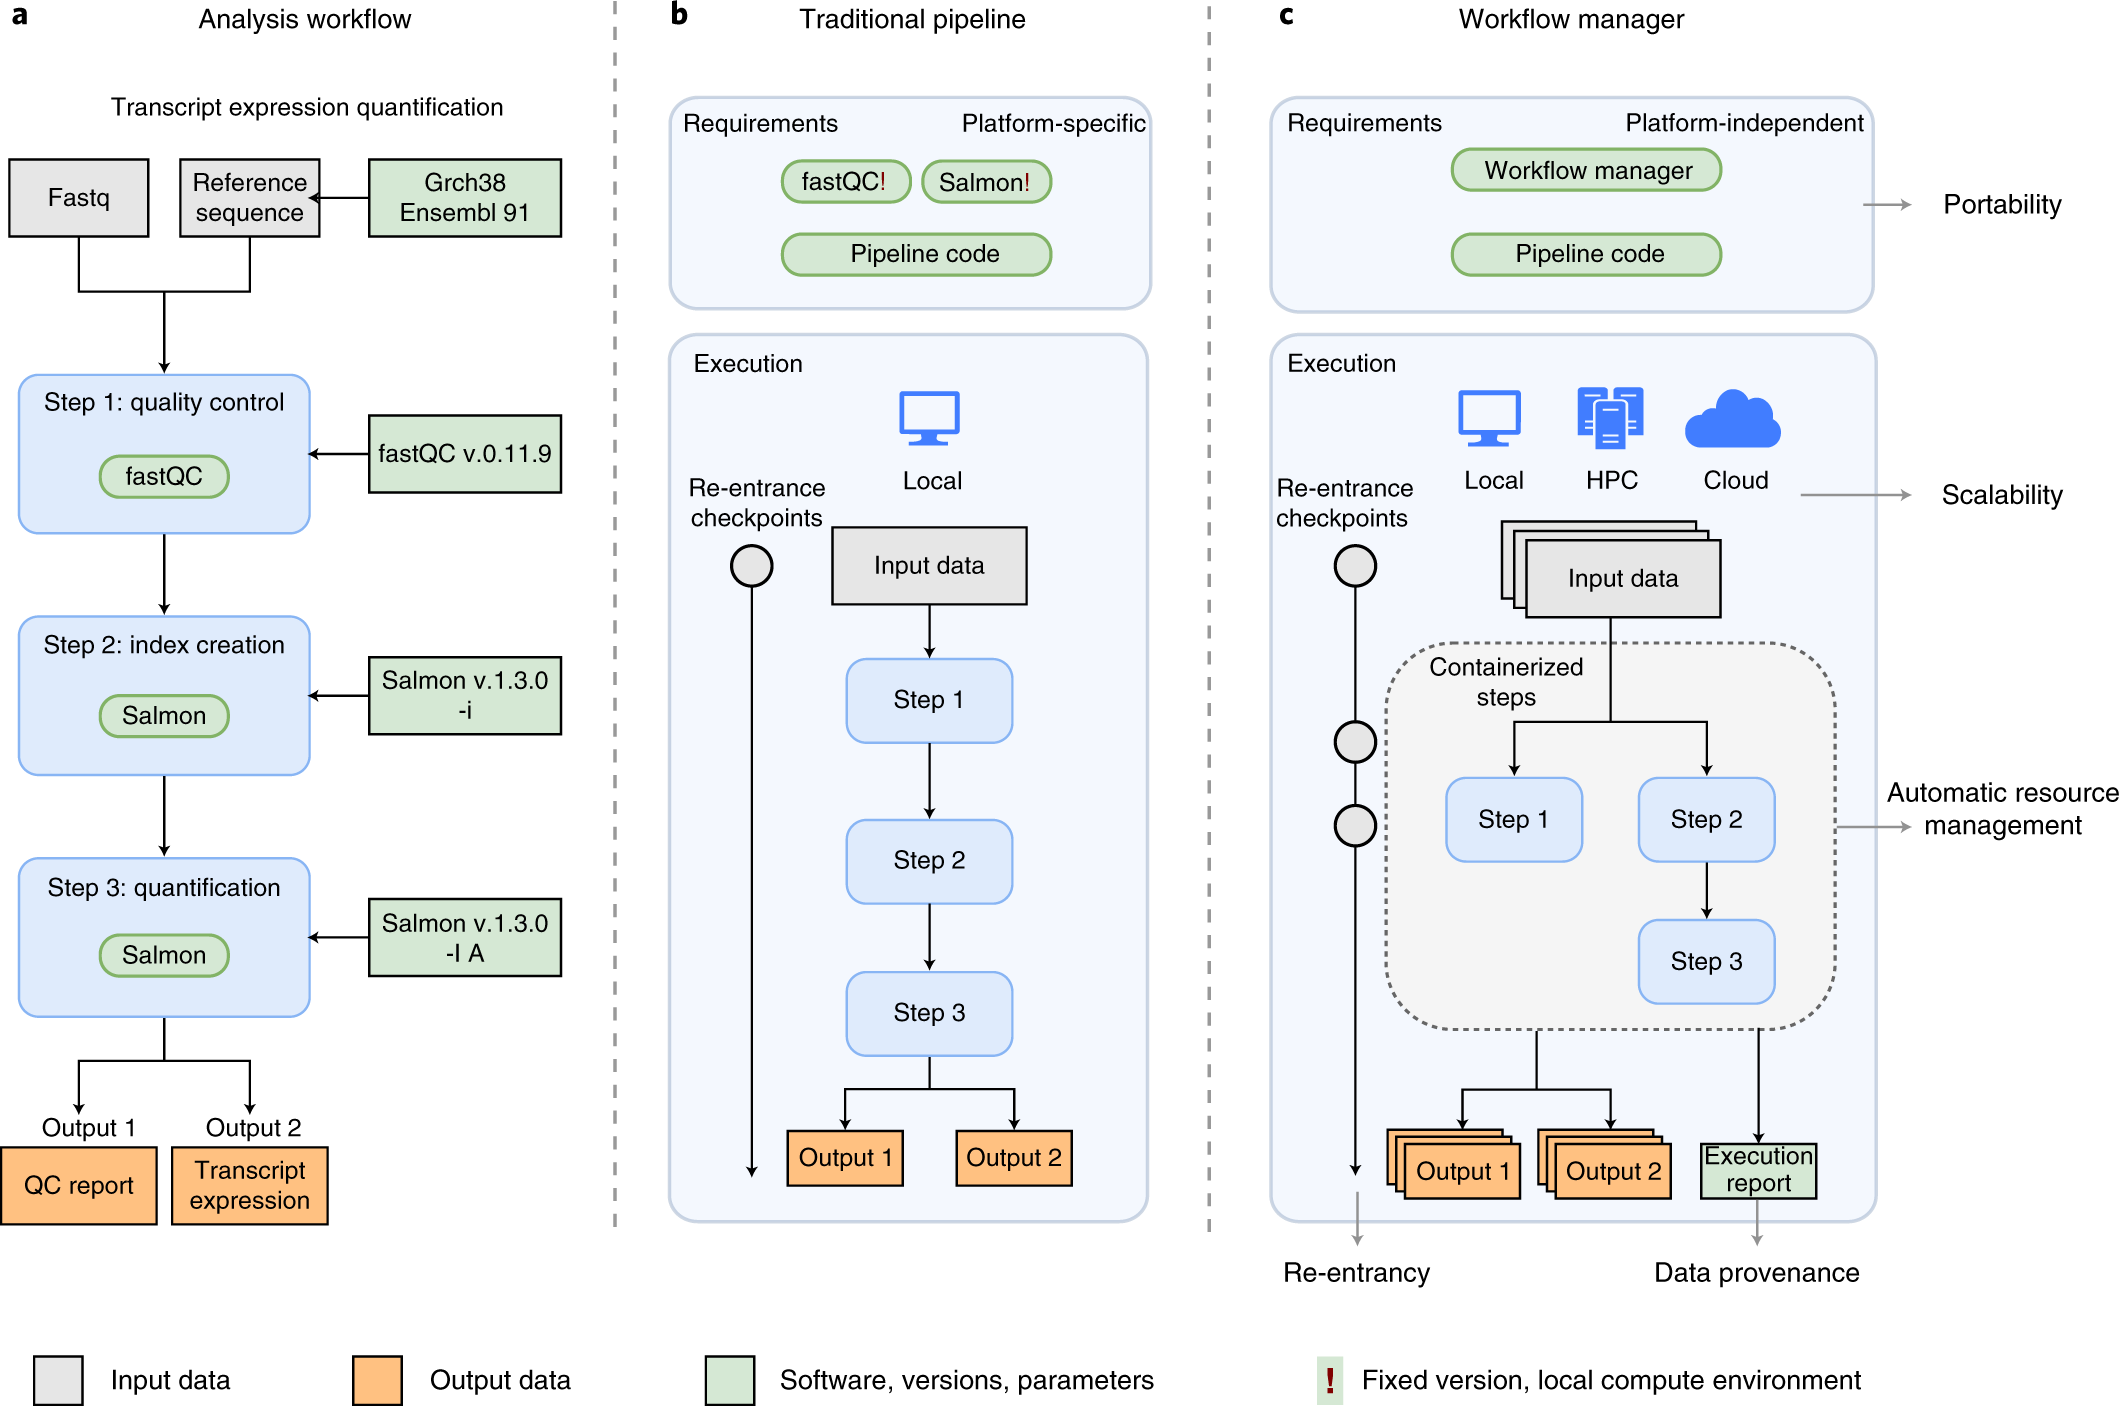 a
Analysis workflow
Transcript expression quantification
Fastq
Reference
sequence
Grch38
Ensembl 91
Step 1: quality control
fastQC
fastQC v.0.11.9
Step 2: index creation
Salmon
Salmon v.1.3.0
-i
Step 3: quantification
Salmon
Salmon v.1.3.0
-I A
Output 1
QC report
Output 2
Transcript
expression
b
Traditional pipeline
Requirements
Platform-specific
fastQC!
Salmon!
Pipeline code
Execution
Local
Re-entrance
checkpoints
Input data
Step 1
Step 2
Step 3
Output 1
Output 2
c
Workflow manager
Requirements
Platform-independent
Workflow manager
Pipeline code
Portability
Execution
Local
HPC
Cloud
Scalability
Re-entrance
checkpoints
Input data
Containerized
steps
Step 1
Step 2
Step 3
Automatic resource
management
Output 1
Output 2
Execution
report
Re-entrancy
Data provenance
Input data
Output data
Software, versions, parameters
! Fixed version, local compute environment